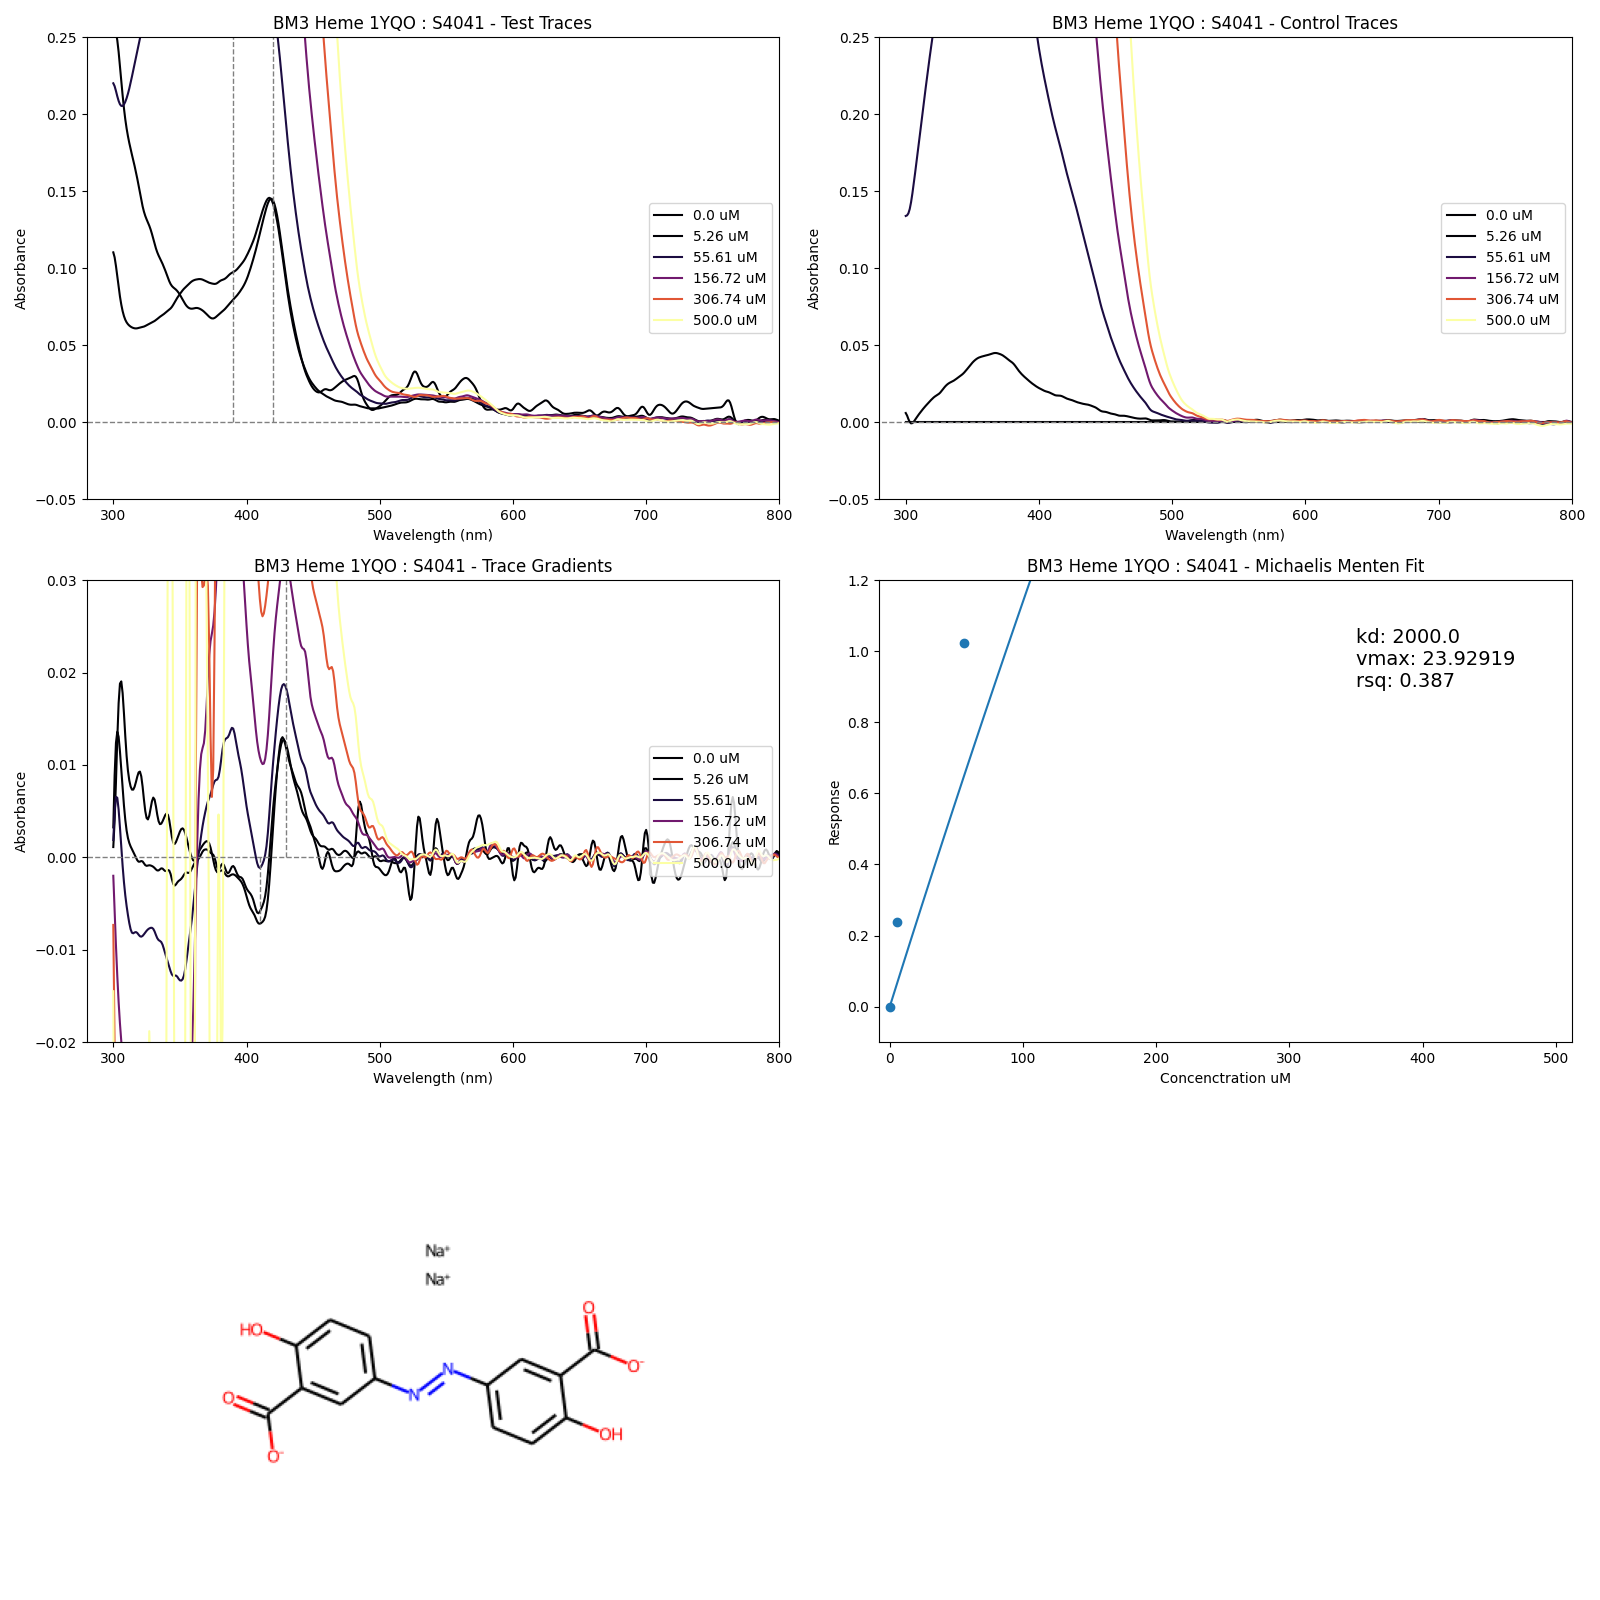 BM3 Heme 1YQO : S4041 - Test Traces
0.25
0.20
0.15
0.10
0.05
0.00
−0.05
Absorbance
300
400
500
600
700
800
Wavelength (nm)
0.0 uM
5.26 uM
55.61 uM
156.72 uM
306.74 uM
500.0 uM
BM3 Heme 1YQO : S4041 - Control Traces
0.25
0.20
0.15
0.10
0.05
0.00
−0.05
Absorbance
300
400
500
600
700
800
Wavelength (nm)
0.0 uM
5.26 uM
55.61 uM
156.72 uM
306.74 uM
500.0 uM
BM3 Heme 1YQO : S4041 - Trace Gradients
0.03
0.02
0.01
0.00
−0.01
−0.02
Absorbance
300
400
500
600
700
800
Wavelength (nm)
0.0 uM
5.26 uM
55.61 uM
156.72 uM
306.74 uM
500.0 uM
BM3 Heme 1YQO : S4041 - Michaelis Menten Fit
1.2
1.0
0.8
0.6
0.4
0.2
0.0
Response
0
100
200
300
400
500
Concenctration uM
kd: 2000.0
vmax: 23.92919
rsq: 0.387
Na⁺
Na⁺
HO
O
O⁻
N
N
O
O⁻
OH